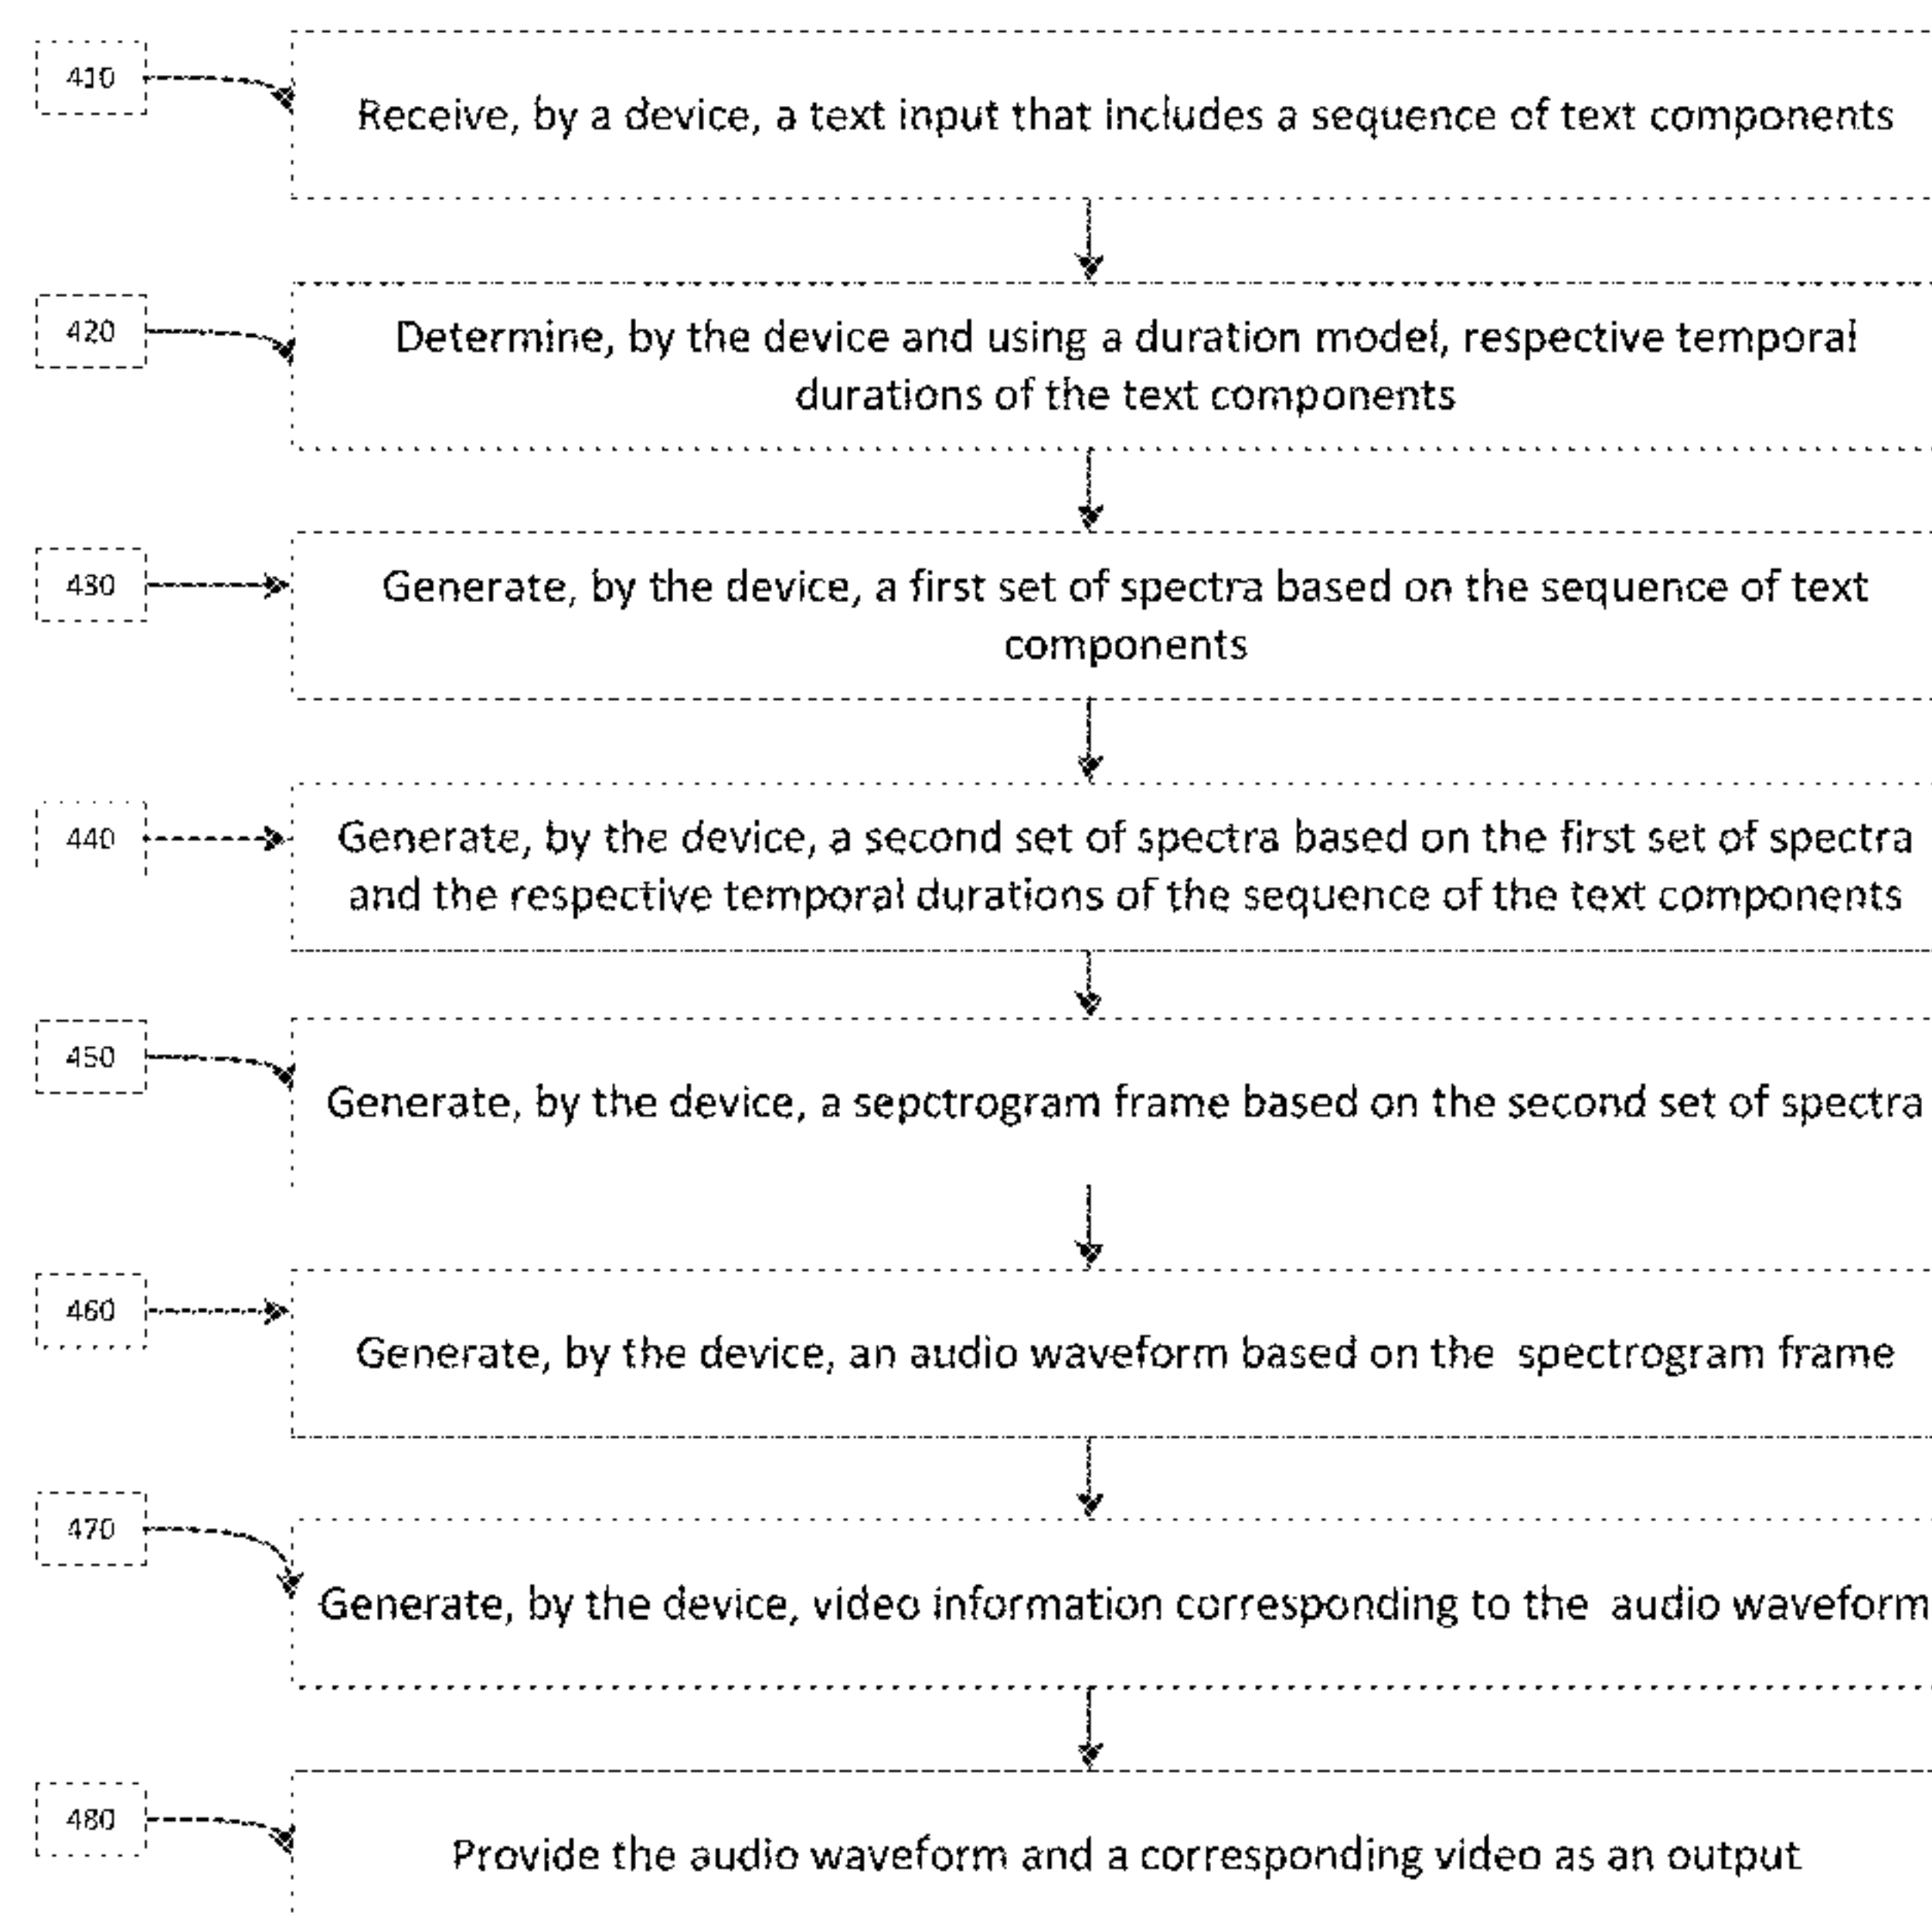 410
Receive, by a device, a text input that includes a sequence of text components
420
Determine, by the device and using a duration model, respective temporal
durations of the text components
430
Generate, by the device, a first set of spectra based on the sequence of text
components
440
Generate, by the device, a second set of spectra based on the first set of spectra
and the respective temporal durations of the sequence of the text components
450
Generate, by the device, a sepctrogram frame based on the second set of spectra
460
Generate, by the device, an audio waveform based on the spectrogram frame
470
Generate, by the device, video information corresponding to the audio waveform
480
Provide the audio waveform and a corresponding video as an output